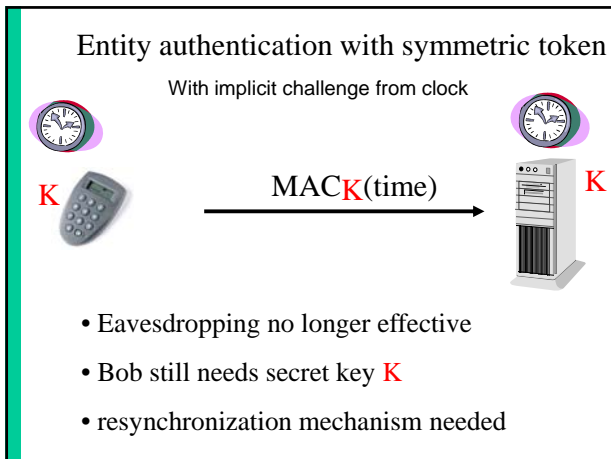 Entity authentication with symmetric token
With implicit challenge from clock
K
MACK(time)
K
• Eavesdropping no longer effective
• Bob still needs secret key K
• resynchronization mechanism needed